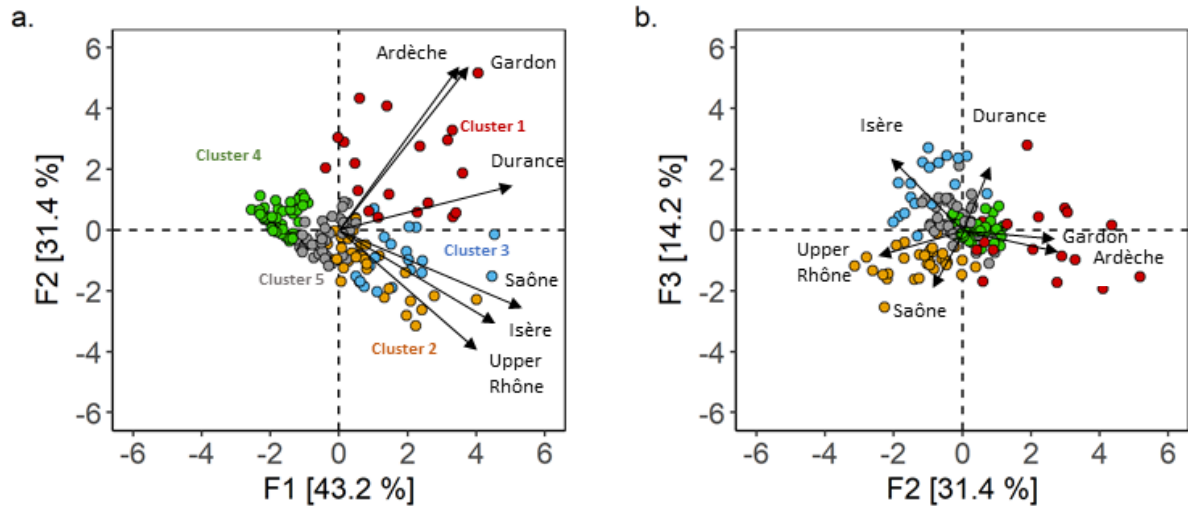 a.
6
4
2
0
-2
-4
-6
F2 [31.4 %]
-6 -4 -2 0 2 4 6
F1 [43.2 %]
Ardèche
Gardon
Cluster 1
Cluster 4
Durance
Cluster 3
Cluster 5
Saône
Isère
Cluster 2
Upper
Rhône
b.
6
4
2
0
-2
-4
-6
F3 [14.2 %]
-6 -4 -2 0 2 4 6
F2 [31.4 %]
Isère
Durance
Gardon
Upper
Rhône
Ardèche
Saône